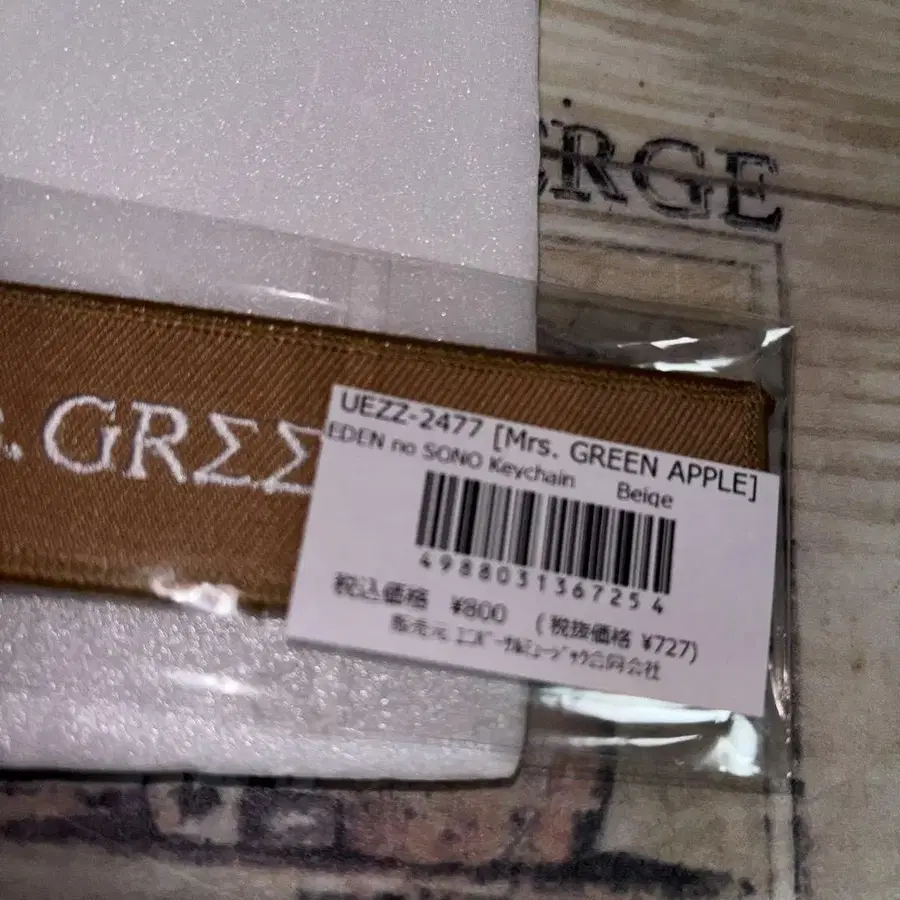 ERGE
s.GRΣΣ
UEZZ-2477 [Mrs. GREEN APPLE]
EDEN no SONO Keychain Beige
4988031367254
税込価格 ¥800 (税抜価格 ¥727)
販売元 ユニバーサルミュージック合同会社